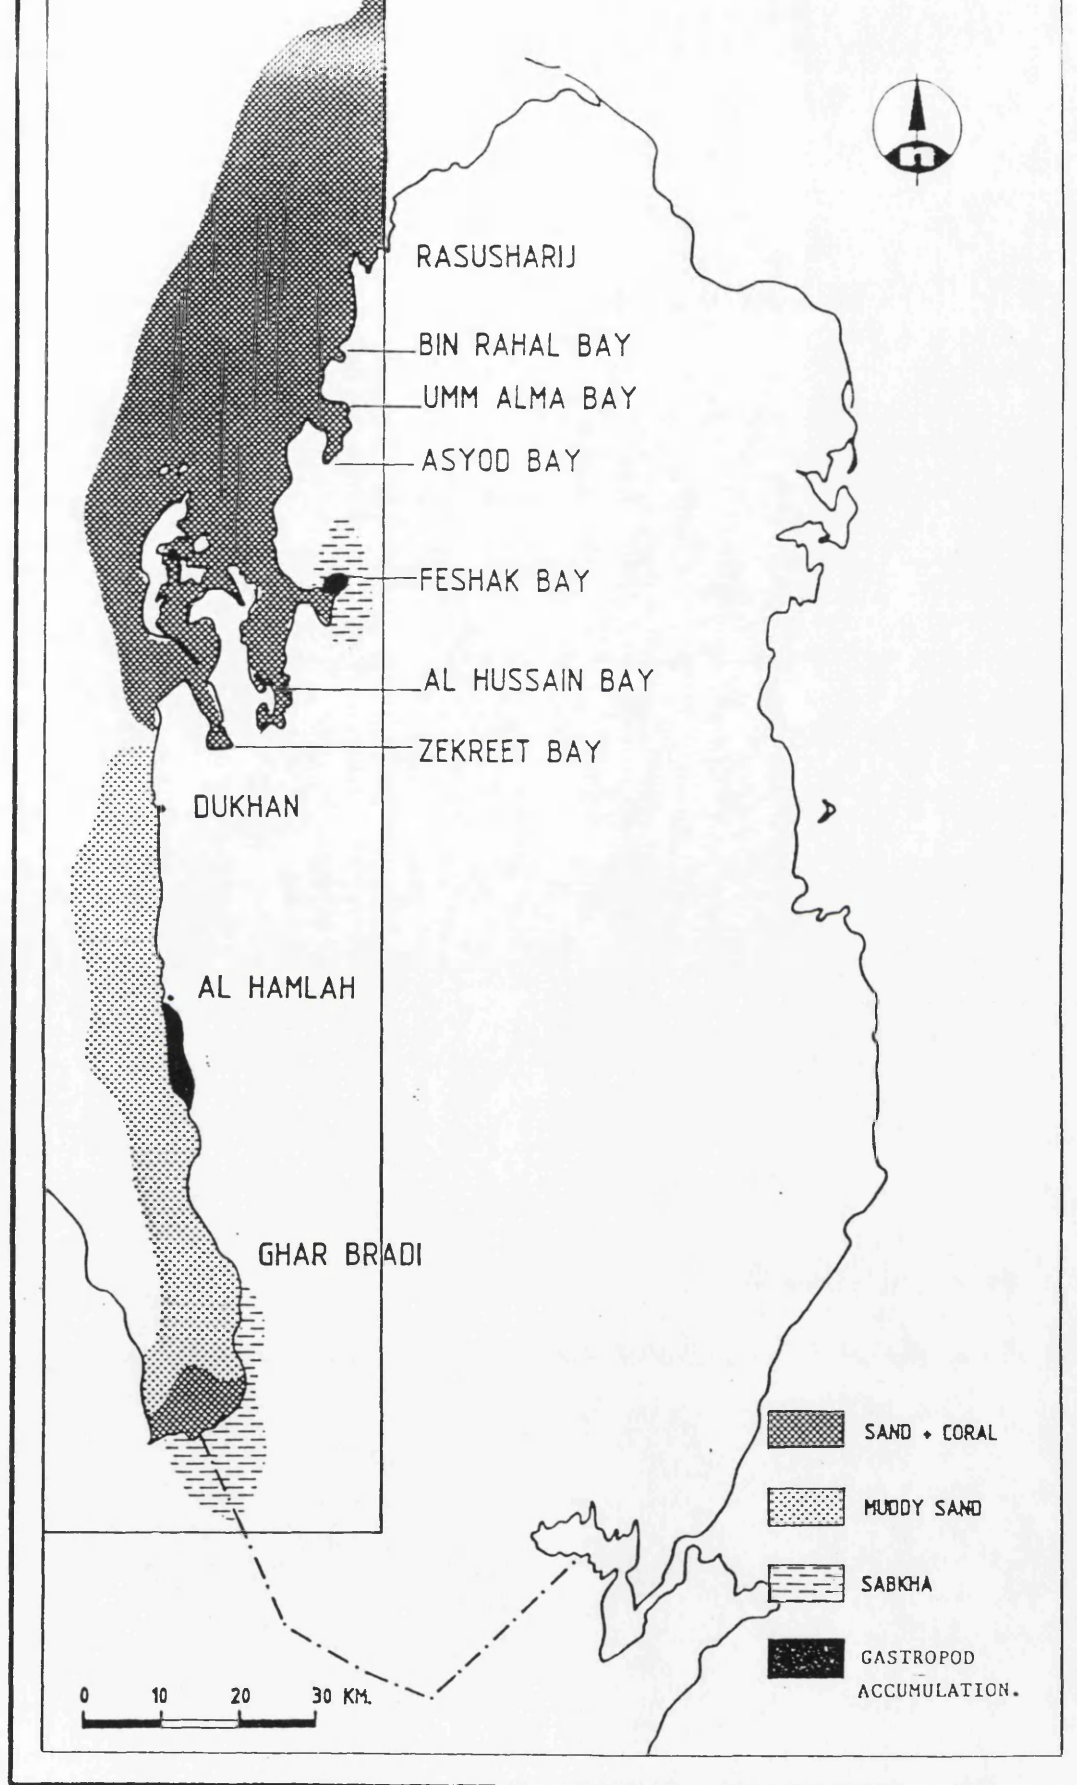 n
RASUSHARIJ
BIN RAHAL BAY
UMM ALMA BAY
ASYOD BAY
FESHAK BAY
AL HUSSAIN BAY
ZEKREET BAY
DUKHAN
AL HAMLAH
GHAR BRADI
SAND + CORAL
MUDDY SAND
SABKHA
GASTROPOD
ACCUMULATION.
0 10 20 30 KM.